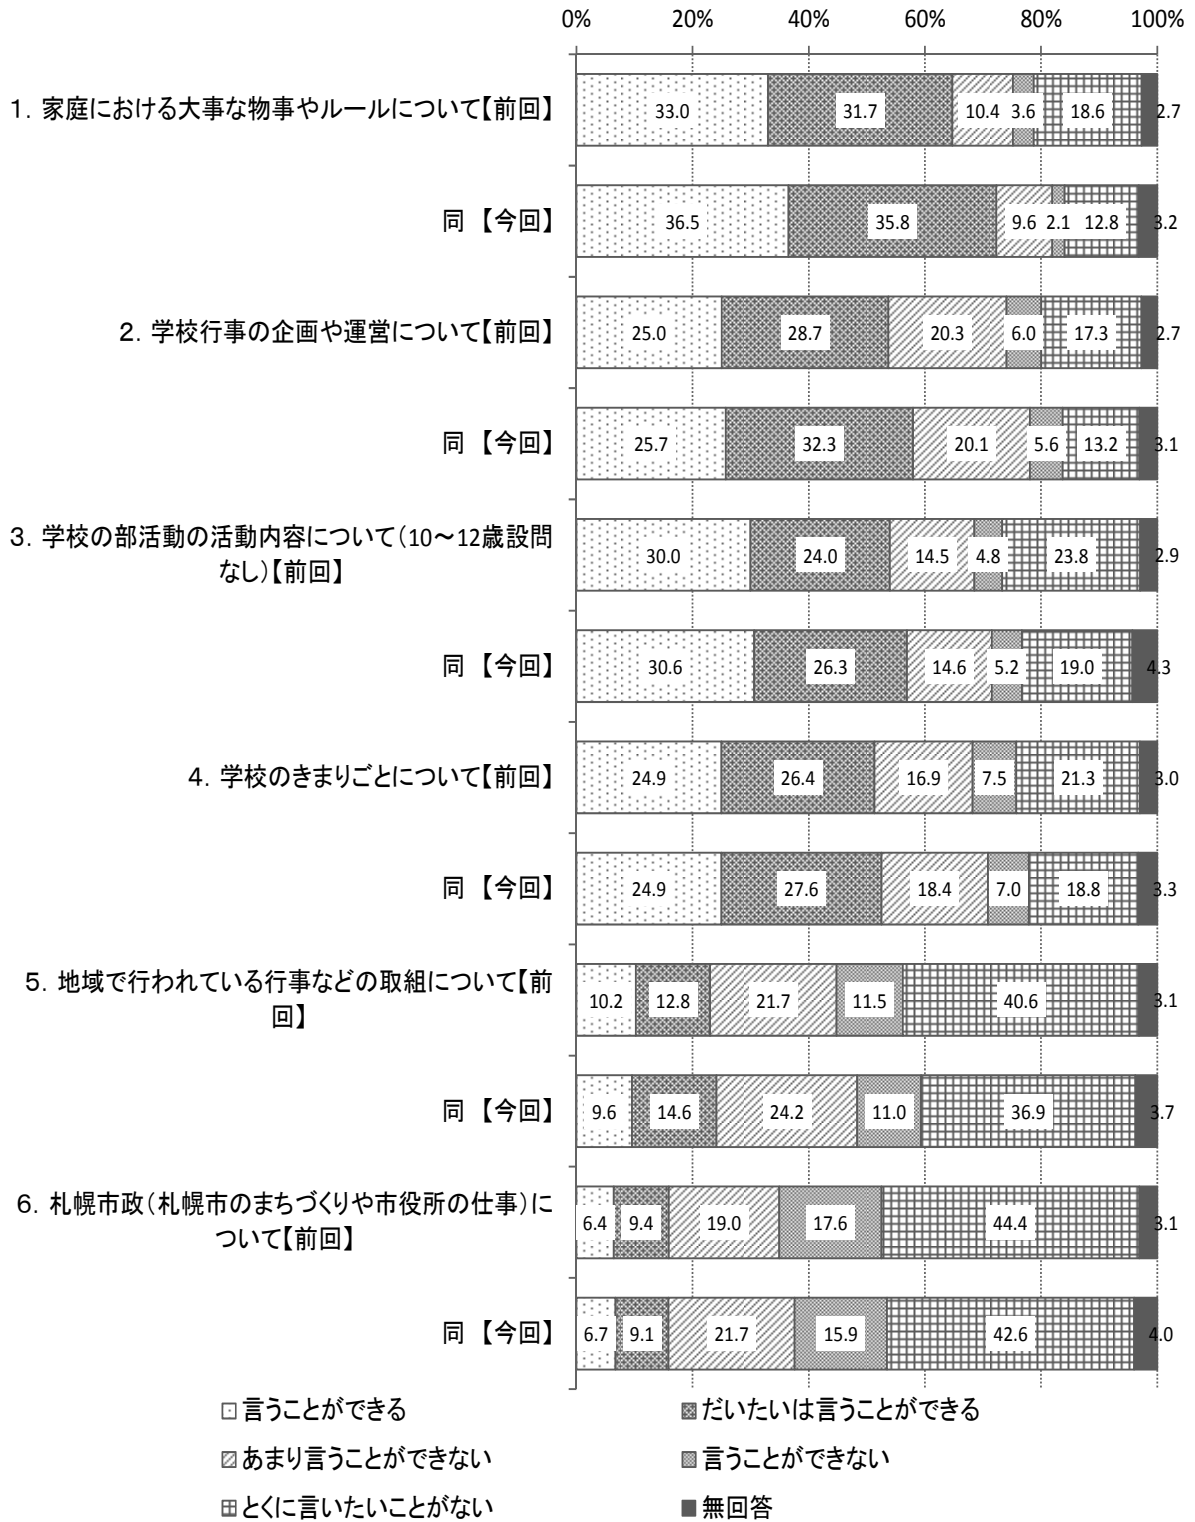 0% 20% 40% 60% 80% 100%
1．家庭における大事な物事やルールについて【前回】 33.0 31.7 10.4 3.6 18.6 2.7
同 【今回】 36.5 35.8 9.6 2.1 12.8 3.2
2．学校行事の企画や運営について【前回】 25.0 28.7 20.3 6.0 17.3 2.7
同 【今回】 25.7 32.3 20.1 5.6 13.2 3.1
3．学校の部活動の活動内容について（10～12歳設問
なし）【前回】 30.0 24.0 14.5 4.8 23.8 2.9
同 【今回】 30.6 26.3 14.6 5.2 19.0 4.3
4．学校のきまりごとについて【前回】 24.9 26.4 16.9 7.5 21.3 3.0
同 【今回】 24.9 27.6 18.4 7.0 18.8 3.3
5．地域で行われている行事などの取組について【前
回】 10.2 12.8 21.7 11.5 40.6 3.1
同 【今回】 9.6 14.6 24.2 11.0 36.9 3.7
6．札幌市政（札幌市のまちづくりや市役所の仕事）に
ついて【前回】 6.4 9.4 19.0 17.6 44.4 3.1
同 【今回】 6.7 9.1 21.7 15.9 42.6 4.0
言うことができる だいたいは言うことができる
あまり言うことができない 言うことができない
とくに言いたいことがない 無回答